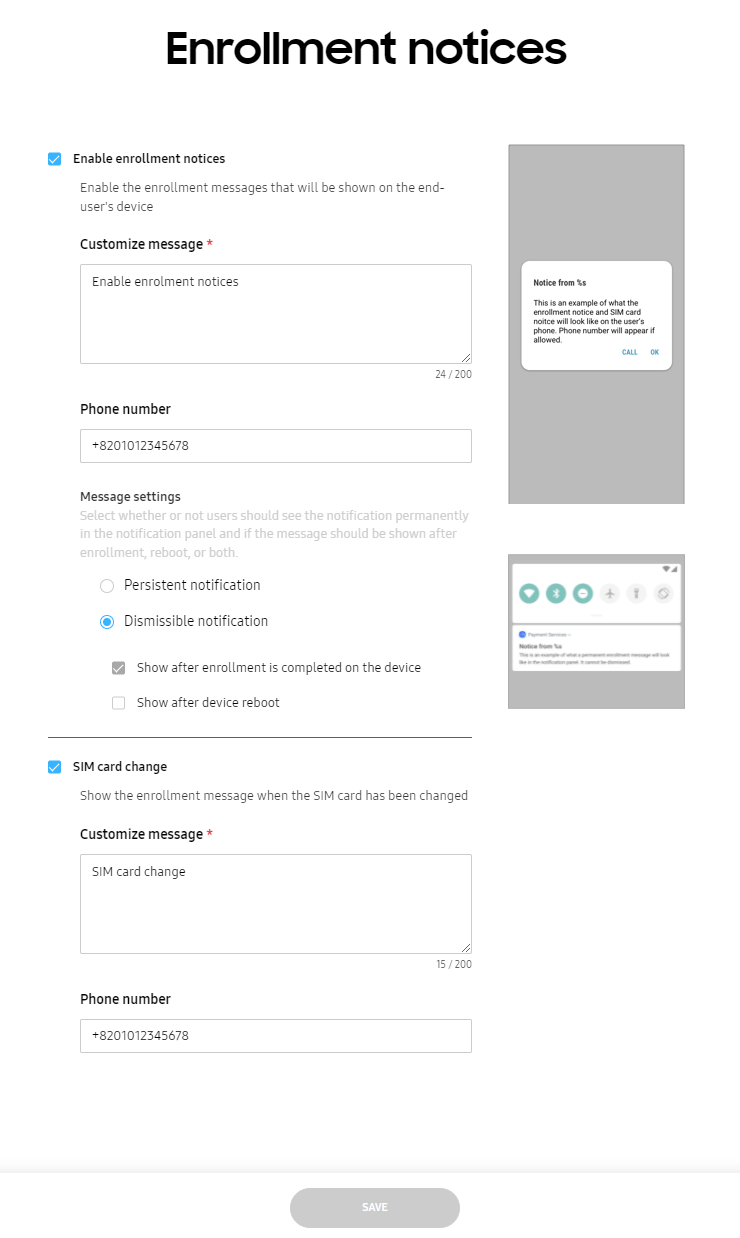 Enrollment notices
Enable enrollment notices
Enable the enrollment messages that will be shown on the end-
user's device
Customize message *
Enable enrolment notices
24 / 200
Phone number
+8201012345678
Message settings
Select whether or not users should see the notification permanently
in the notification panel and if the message should be shown after
enrollment, reboot, or both.
Persistent notification
Dismissible notification
Show after enrollment is completed on the device
Show after device reboot
SIM card change
Show the enrollment message when the SIM card has been changed
Customize message *
SIM card change
15 / 200
Phone number
+8201012345678
Notice from %s
This is an example of what the
enrollment notice and SIM card
noitce will look like on the user's
phone. Phone number will appear if
allowed.
CALL OK
Payment Services
Notice from %s
This is an example of what a permanent enrollment message will look
like in the notification panel. It cannot be dismissed.
SAVE